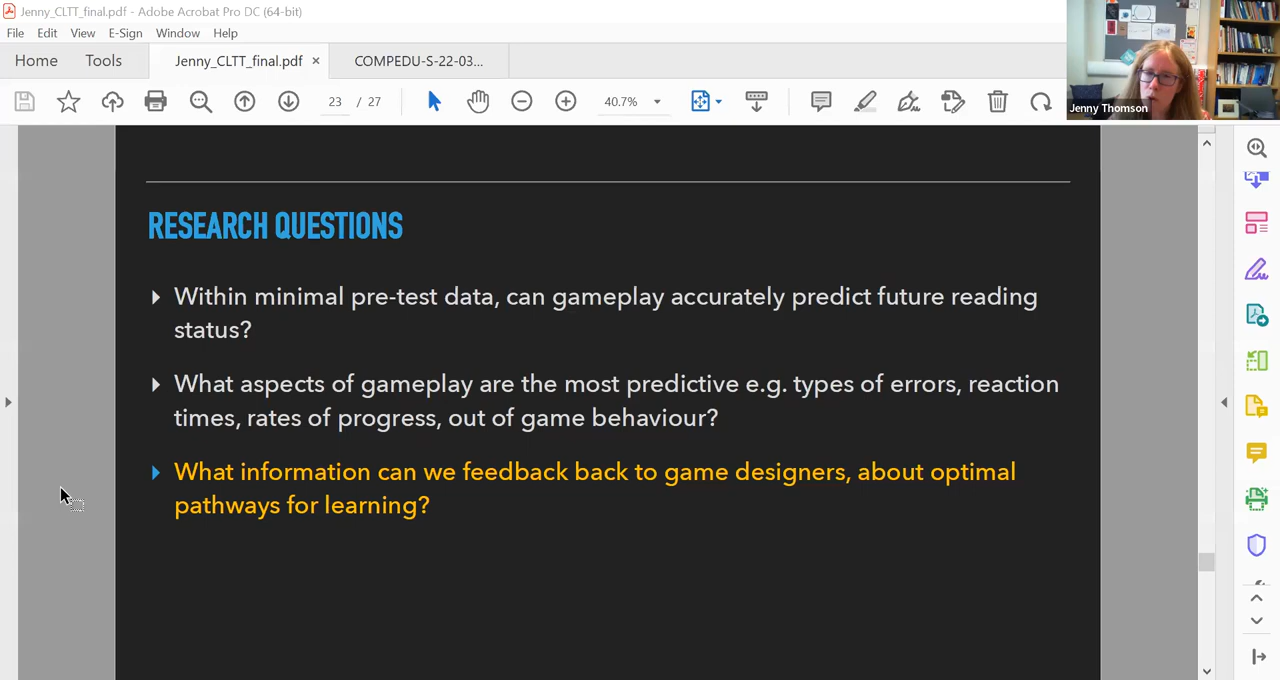 Jenny_CLTT_final.pdf - Adobe Acrobat Pro DC (64-bit)
File Edit View E-Sign Window Help
Home Tools Jenny_CLTT_final.pdf × COMPEDU-S-22-03...
23 / 27 40.7%
Jenny Thomson
RESEARCH QUESTIONS
Within minimal pre-test data, can gameplay accurately predict future reading
status?
What aspects of gameplay are the most predictive e.g. types of errors, reaction
times, rates of progress, out of game behaviour?
What information can we feedback back to game designers, about optimal
pathways for learning?